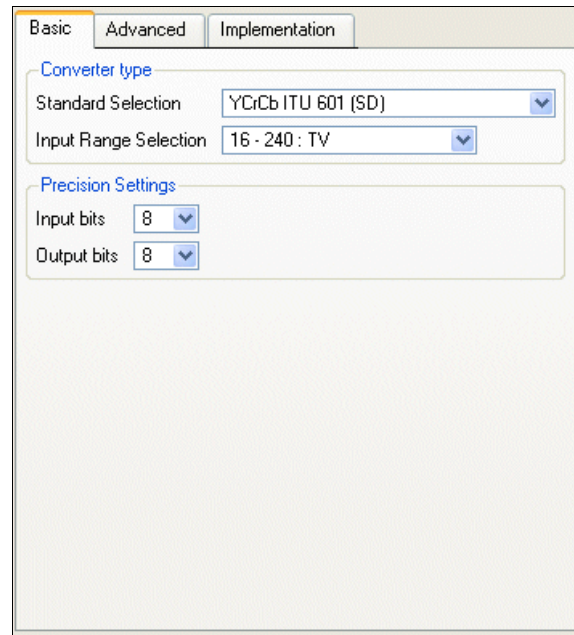 Basic Advanced Implementation
Converter type
Standard Selection YCrCb ITU 601 (SD)
Input Range Selection 16 - 240 : TV
Precision Settings
Input bits 8
Output bits 8